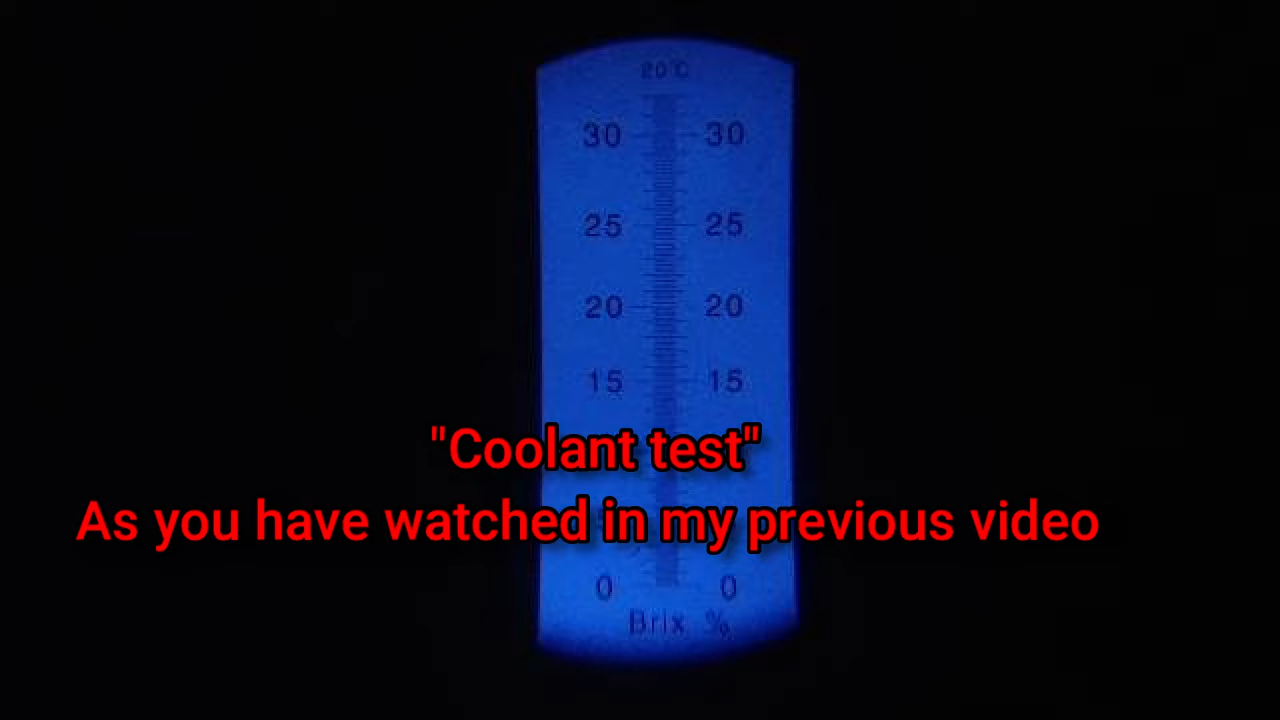 20°C
30 30
25 25
20 20
15 15
"Coolant test"
As you have watched in my previous video
0 0
Brix %